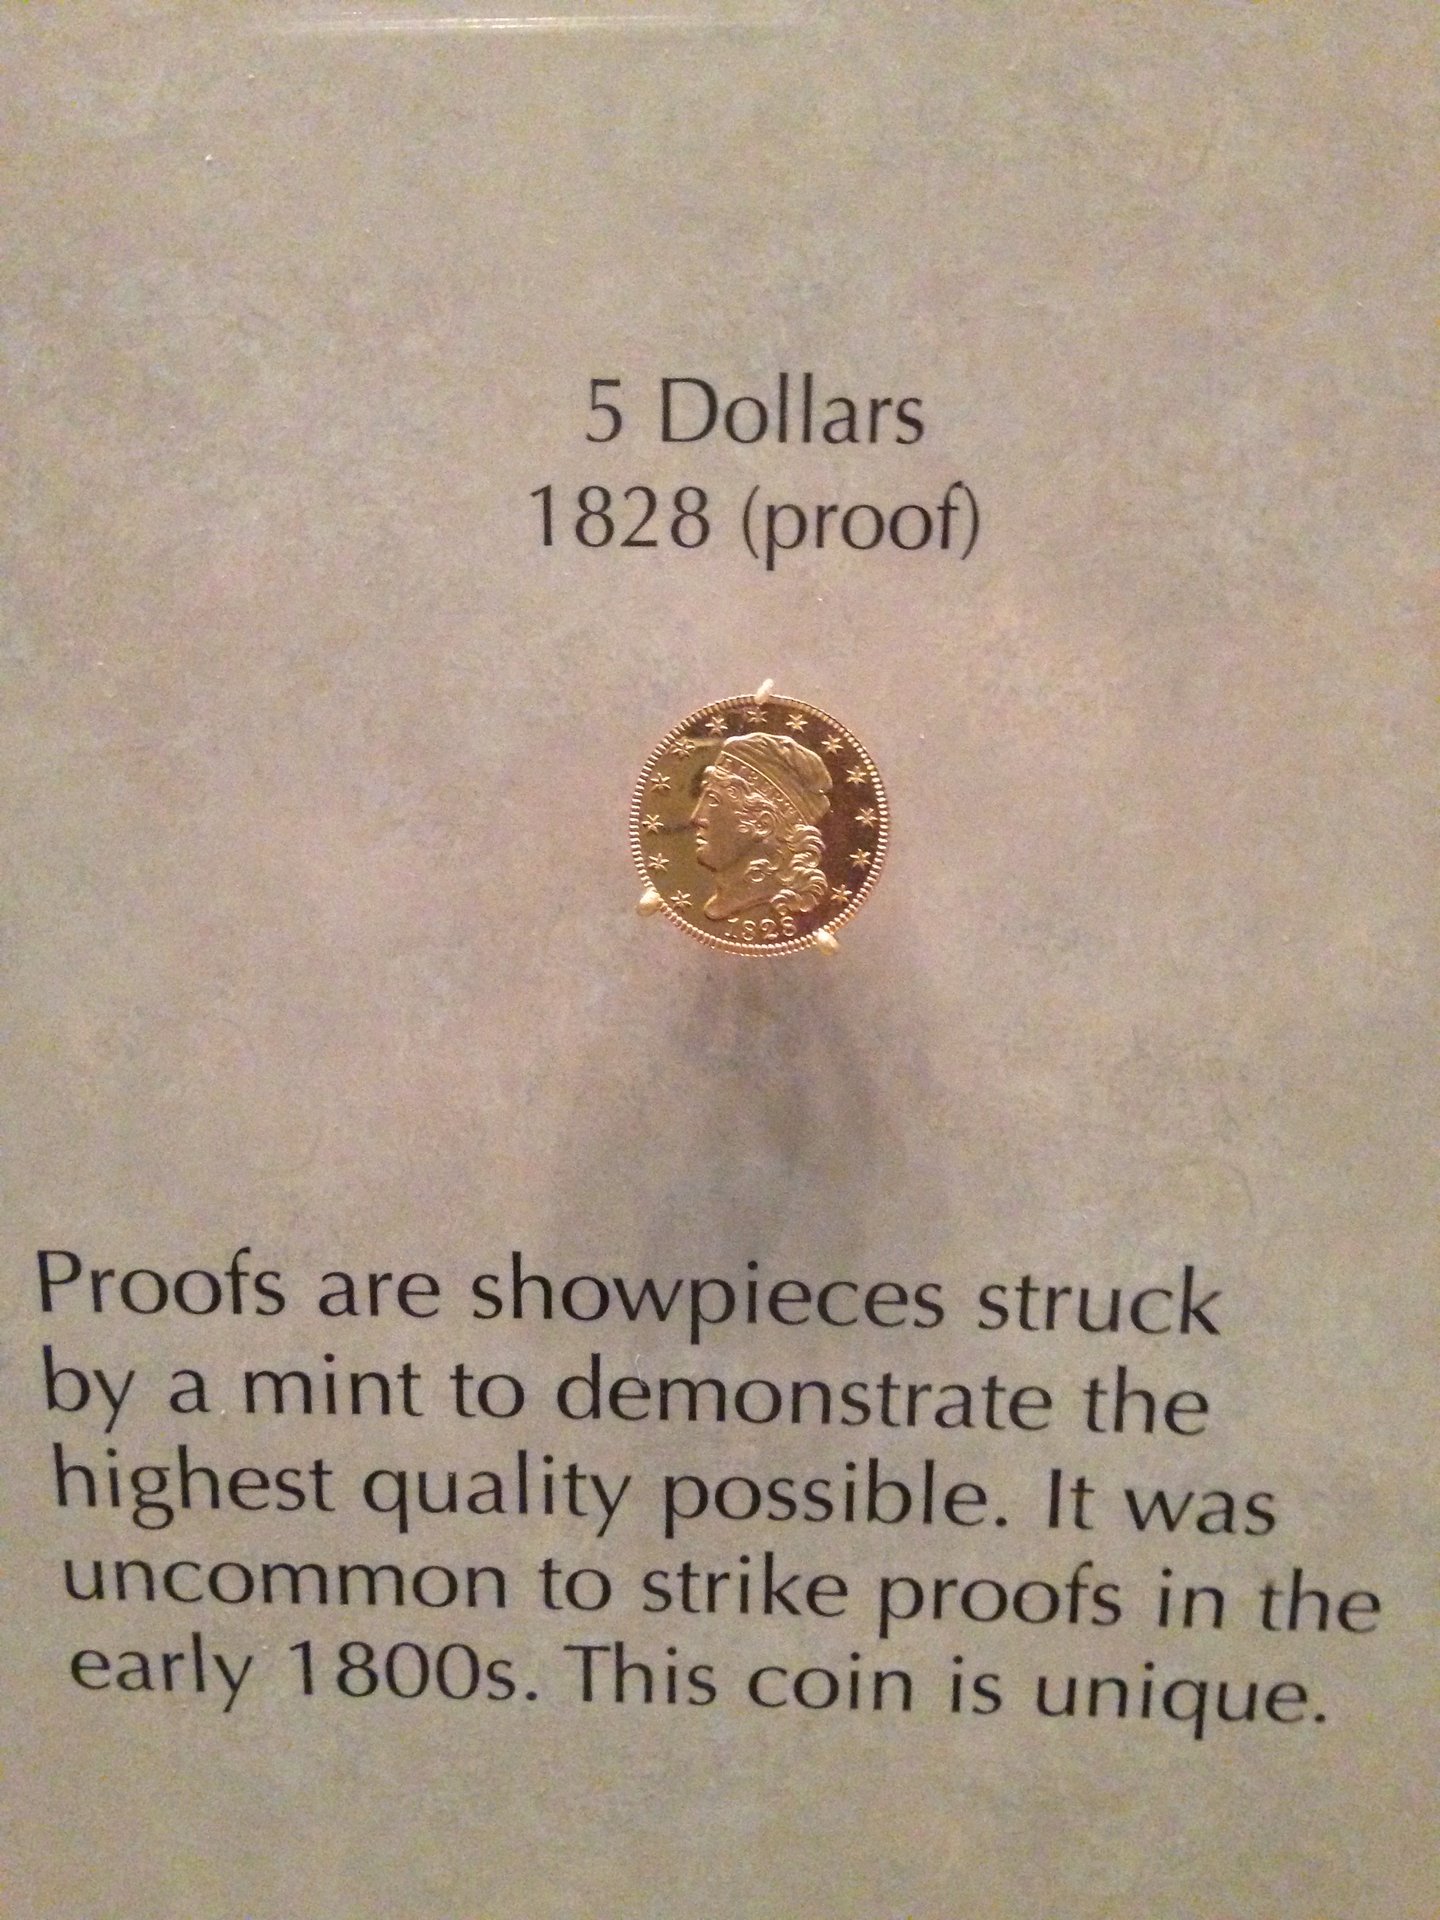 5 Dollars
1828 (proof)
LIBERTY
1828
Proofs are showpieces struck
by a mint to demonstrate the
highest quality possible. It was
uncommon to strike proofs in the
early 1800s. This coin is unique.